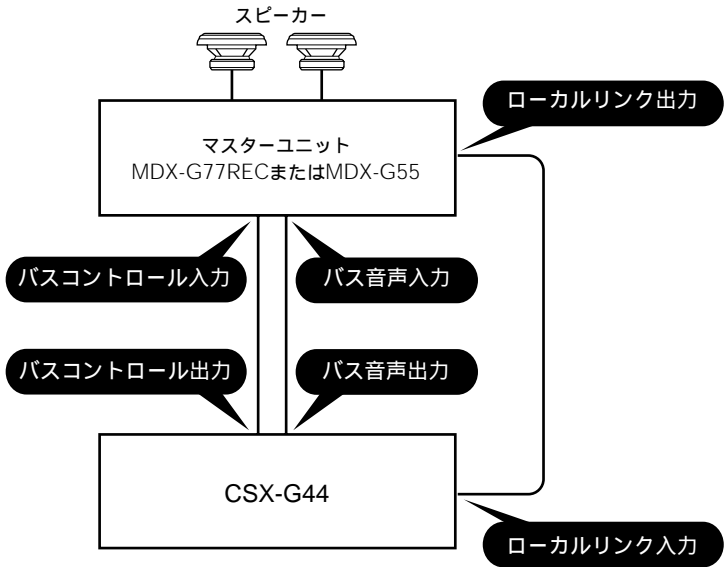 スピーカー
ローカルリンク出力
マスターユニット
MDX-G77RECまたはMDX-G55
バスコントロール入力
バス音声入力
バスコントロール出力
バス音声出力
CSX-G44
ローカルリンク入力